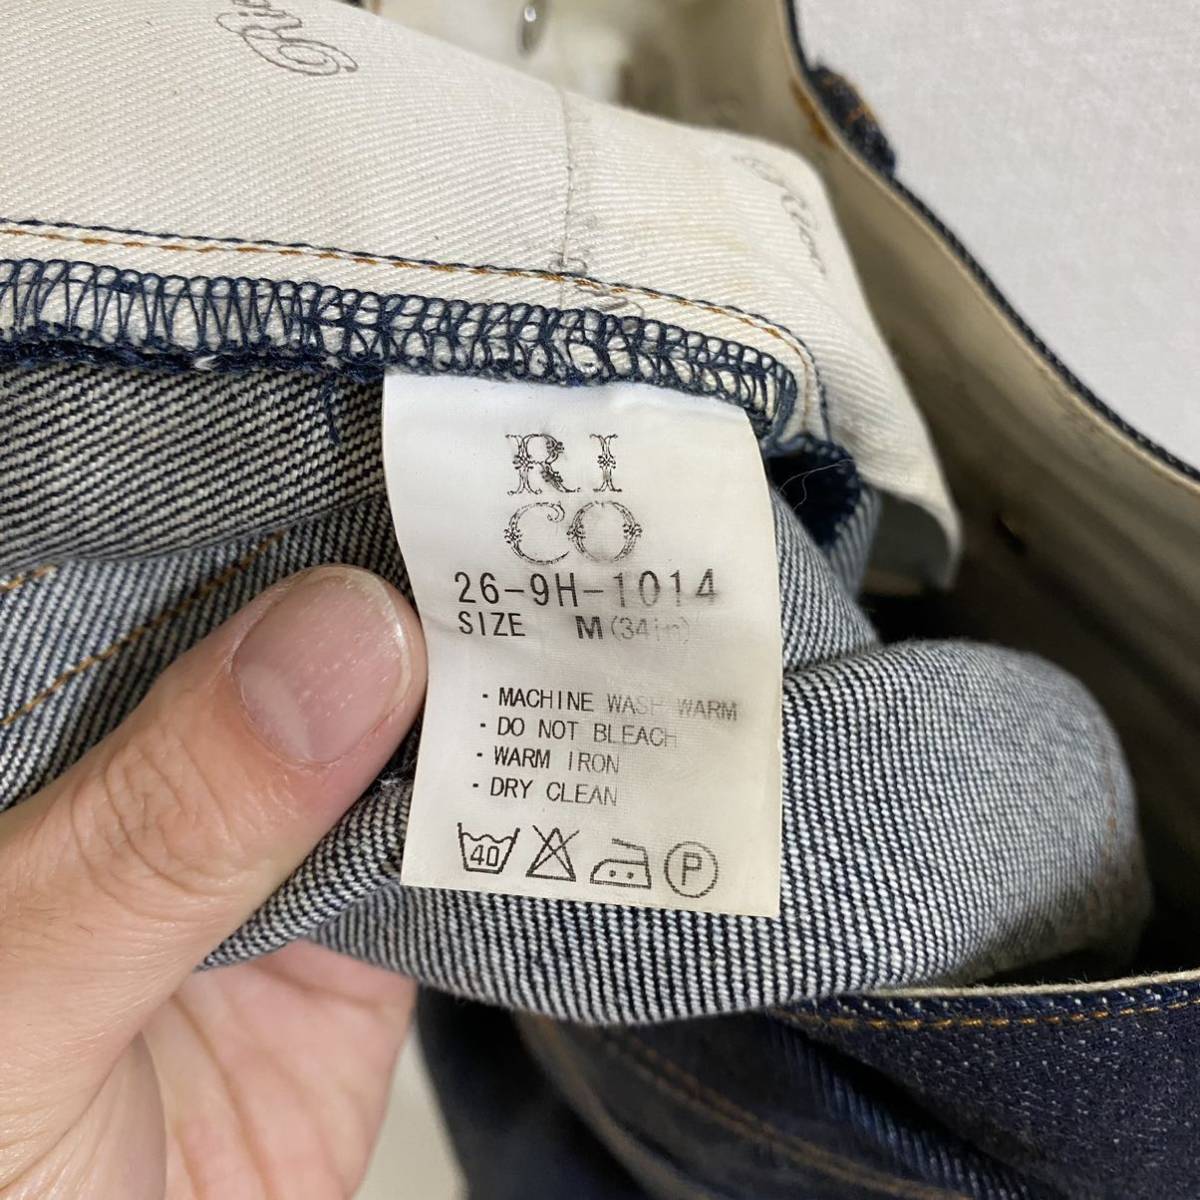 RI
CO
26-9H-1014
SIZE M (34in)
· MACHINE WASH WARM
· DO NOT BLEACH
· WARM IRON
· DRY CLEAN
40
P